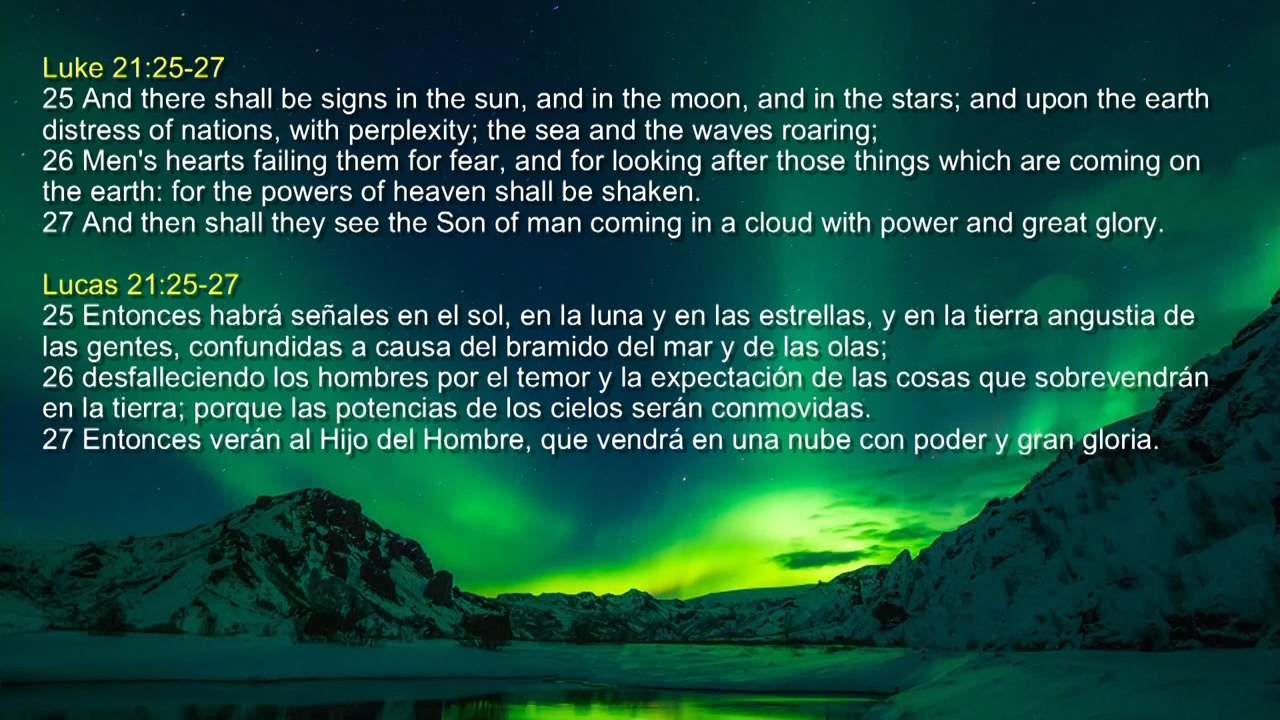 Luke 21:25-27
25 And there shall be signs in the sun, and in the moon, and in the stars; and upon the earth
distress of nations, with perplexity; the sea and the waves roaring;
26 Men's hearts failing them for fear, and for looking after those things which are coming on
the earth: for the powers of heaven shall be shaken.
27 And then shall they see the Son of man coming in a cloud with power and great glory.
Lucas 21:25-27
25 Entonces habrá señales en el sol, en la luna y en las estrellas, y en la tierra angustia de
las gentes, confundidas a causa del bramido del mar y de las olas;
26 desfalleciendo los hombres por el temor y la expectación de las cosas que sobrevendrán
en la tierra; porque las potencias de los cielos serán conmovidas.
27 Entonces verán al Hijo del Hombre, que vendrá en una nube con poder y gran gloria.